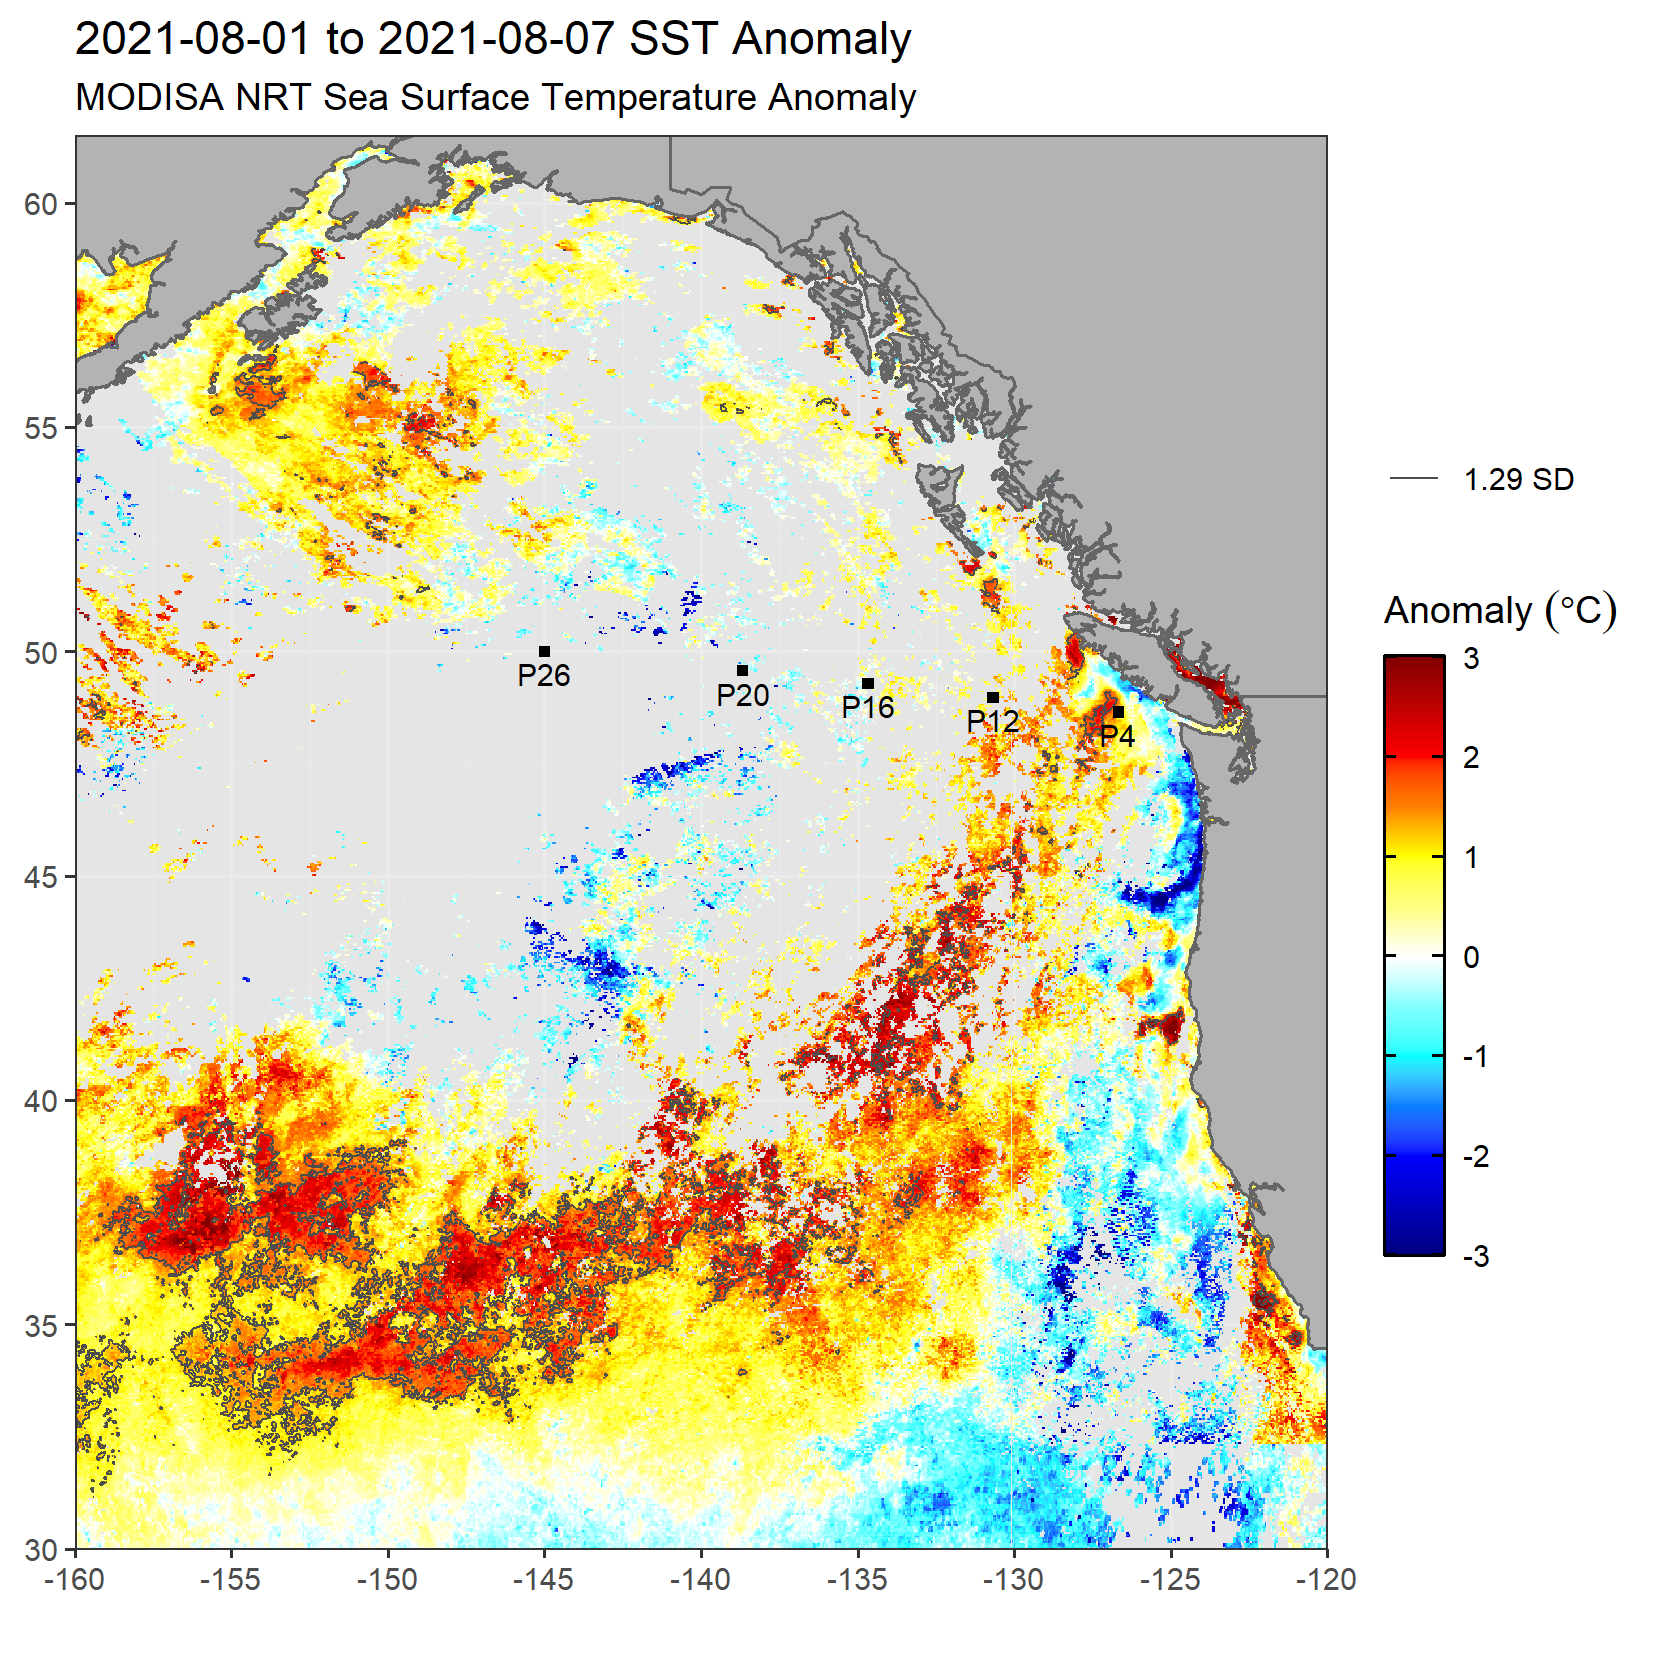 2021-08-01 to 2021-08-07 SST Anomaly
MODISA NRT Sea Surface Temperature Anomaly
60
55
50
45
40
35
30
-160
-155
-150
-145
-140
-135
-130
-125
-120
P26
P20
P16
P12
P4
1.29 SD
Anomaly (°C)
3
2
1
0
-1
-2
-3